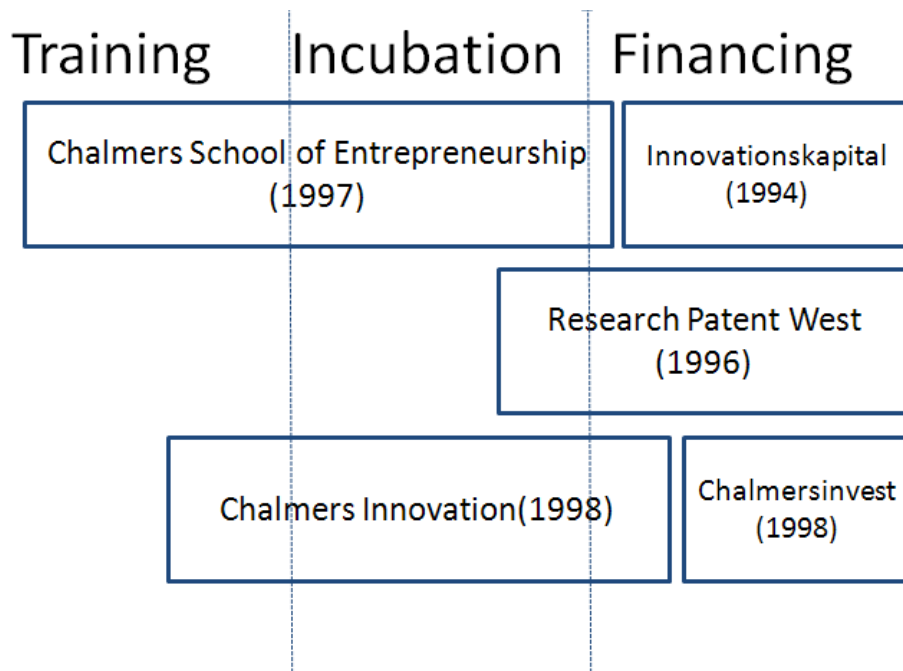 Training Incubation Financing
Chalmers School of Entrepreneurship
(1997)
Innovationskapital
(1994)
Research Patent West
(1996)
Chalmers Innovation(1998)
Chalmersinvest
(1998)